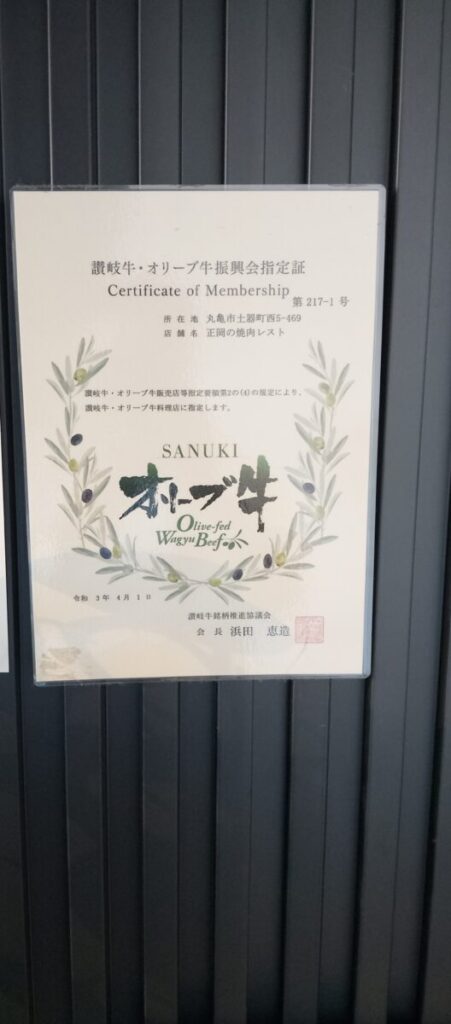 讃岐牛・オリーブ牛振興会指定証
Certificate of Membership
第 217-1 号
所 在 地 丸亀市土器町西5-469
店 舗 名 正岡の焼肉レスト
讃岐牛・オリーブ牛販売店等指定要領第2の(4)の規定により、
讃岐牛・オリーブ牛料理店に指定します。
SANUKI
オリーブ牛
Olive-fed
Wagyu Beef
令和 3年 4月 1日
讃岐牛銘柄推進協議会
会 長 浜田 恵造